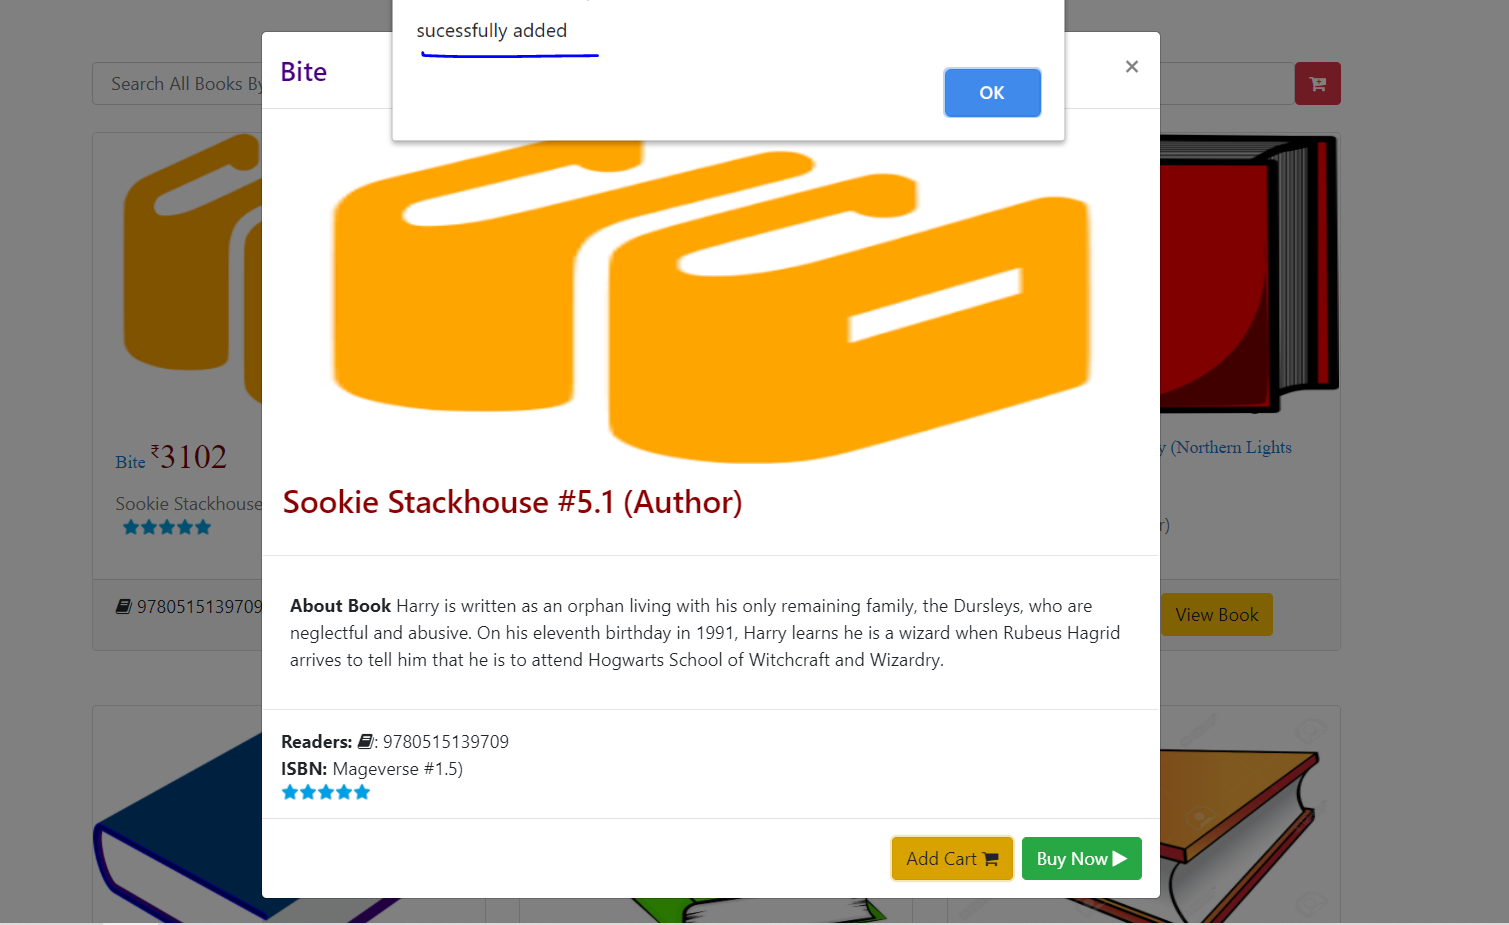 sucessfully added
OK
Bite
×
Search All Books By
Bite ₹3102
Sookie Stackhouse
9780515139709
Sookie Stackhouse #5.1 (Author)
About Book Harry is written as an orphan living with his only remaining family, the Dursleys, who are
neglectful and abusive. On his eleventh birthday in 1991, Harry learns he is a wizard when Rubeus Hagrid
arrives to tell him that he is to attend Hogwarts School of Witchcraft and Wizardry.
Readers: : 9780515139709
ISBN: Mageverse #1.5)
Add Cart
Buy Now
y (Northern Lights
r)
View Book